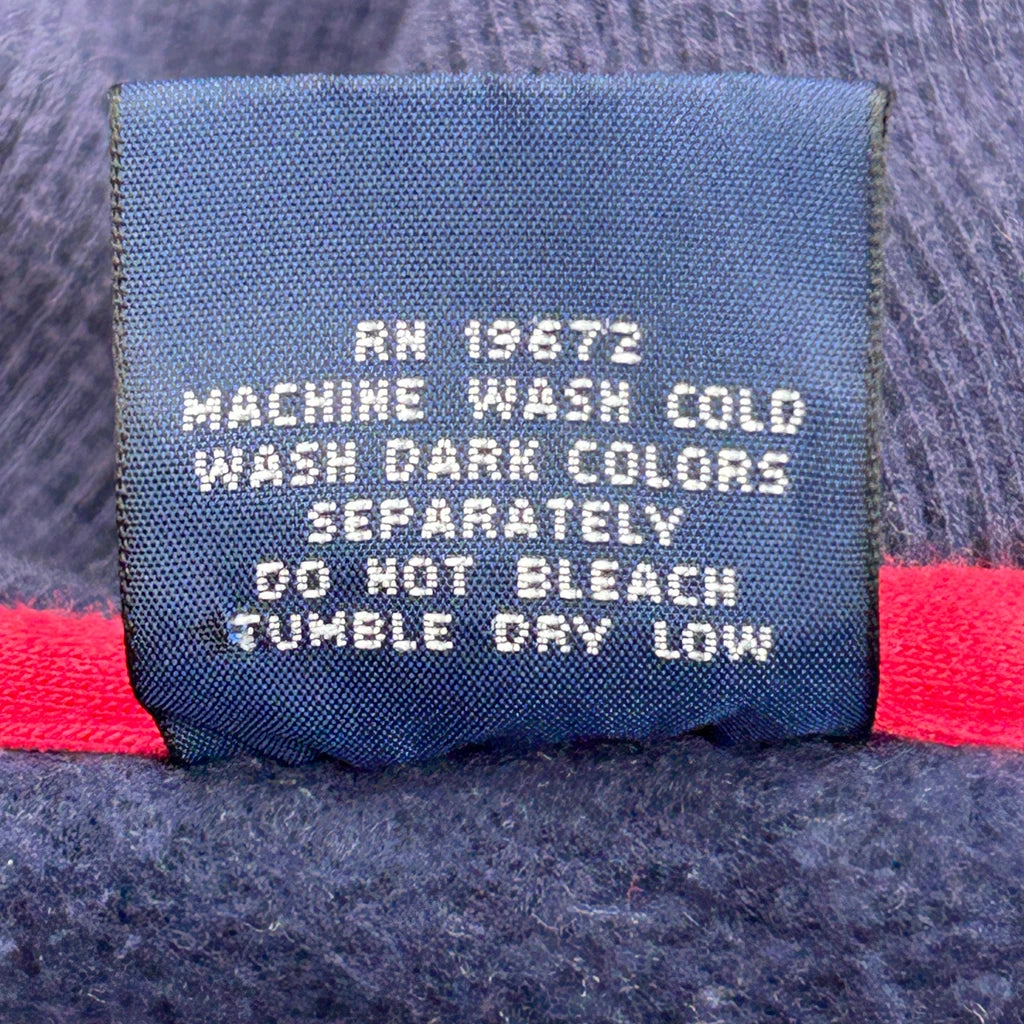 RN 19672
MACHINE WASH COLD
WASH DARK COLORS
SEPARATELY
DO NOT BLEACH
TUMBLE DRY LOW